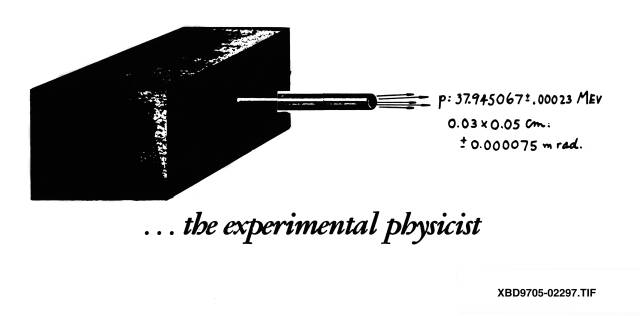 p: 37.945067 ± .00023 MEV
0.03 x 0.05 cm.
± 0.000075 m rad.
... the experimental physicist
XBD9705-02297.TIF